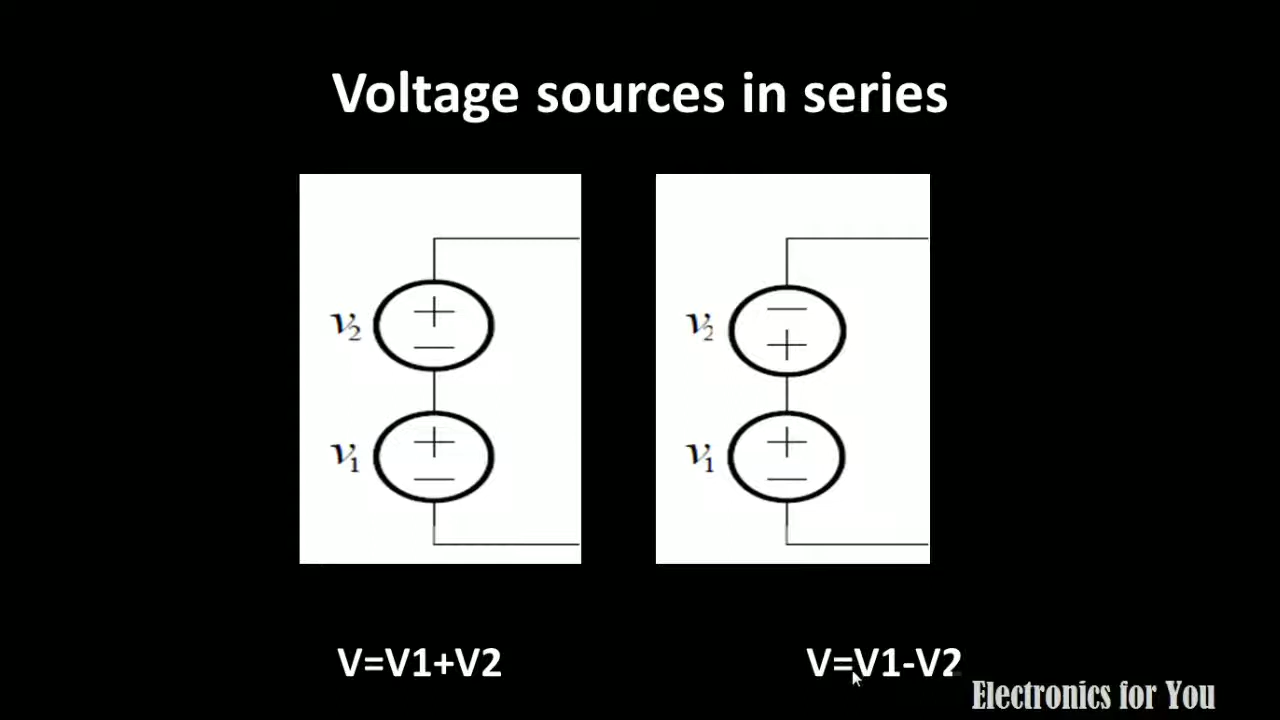 Voltage sources in series
+
−
v2
+
−
v1
−
+
v2
+
−
v1
V=V1+V2
V=V1-V2
Electronics for You